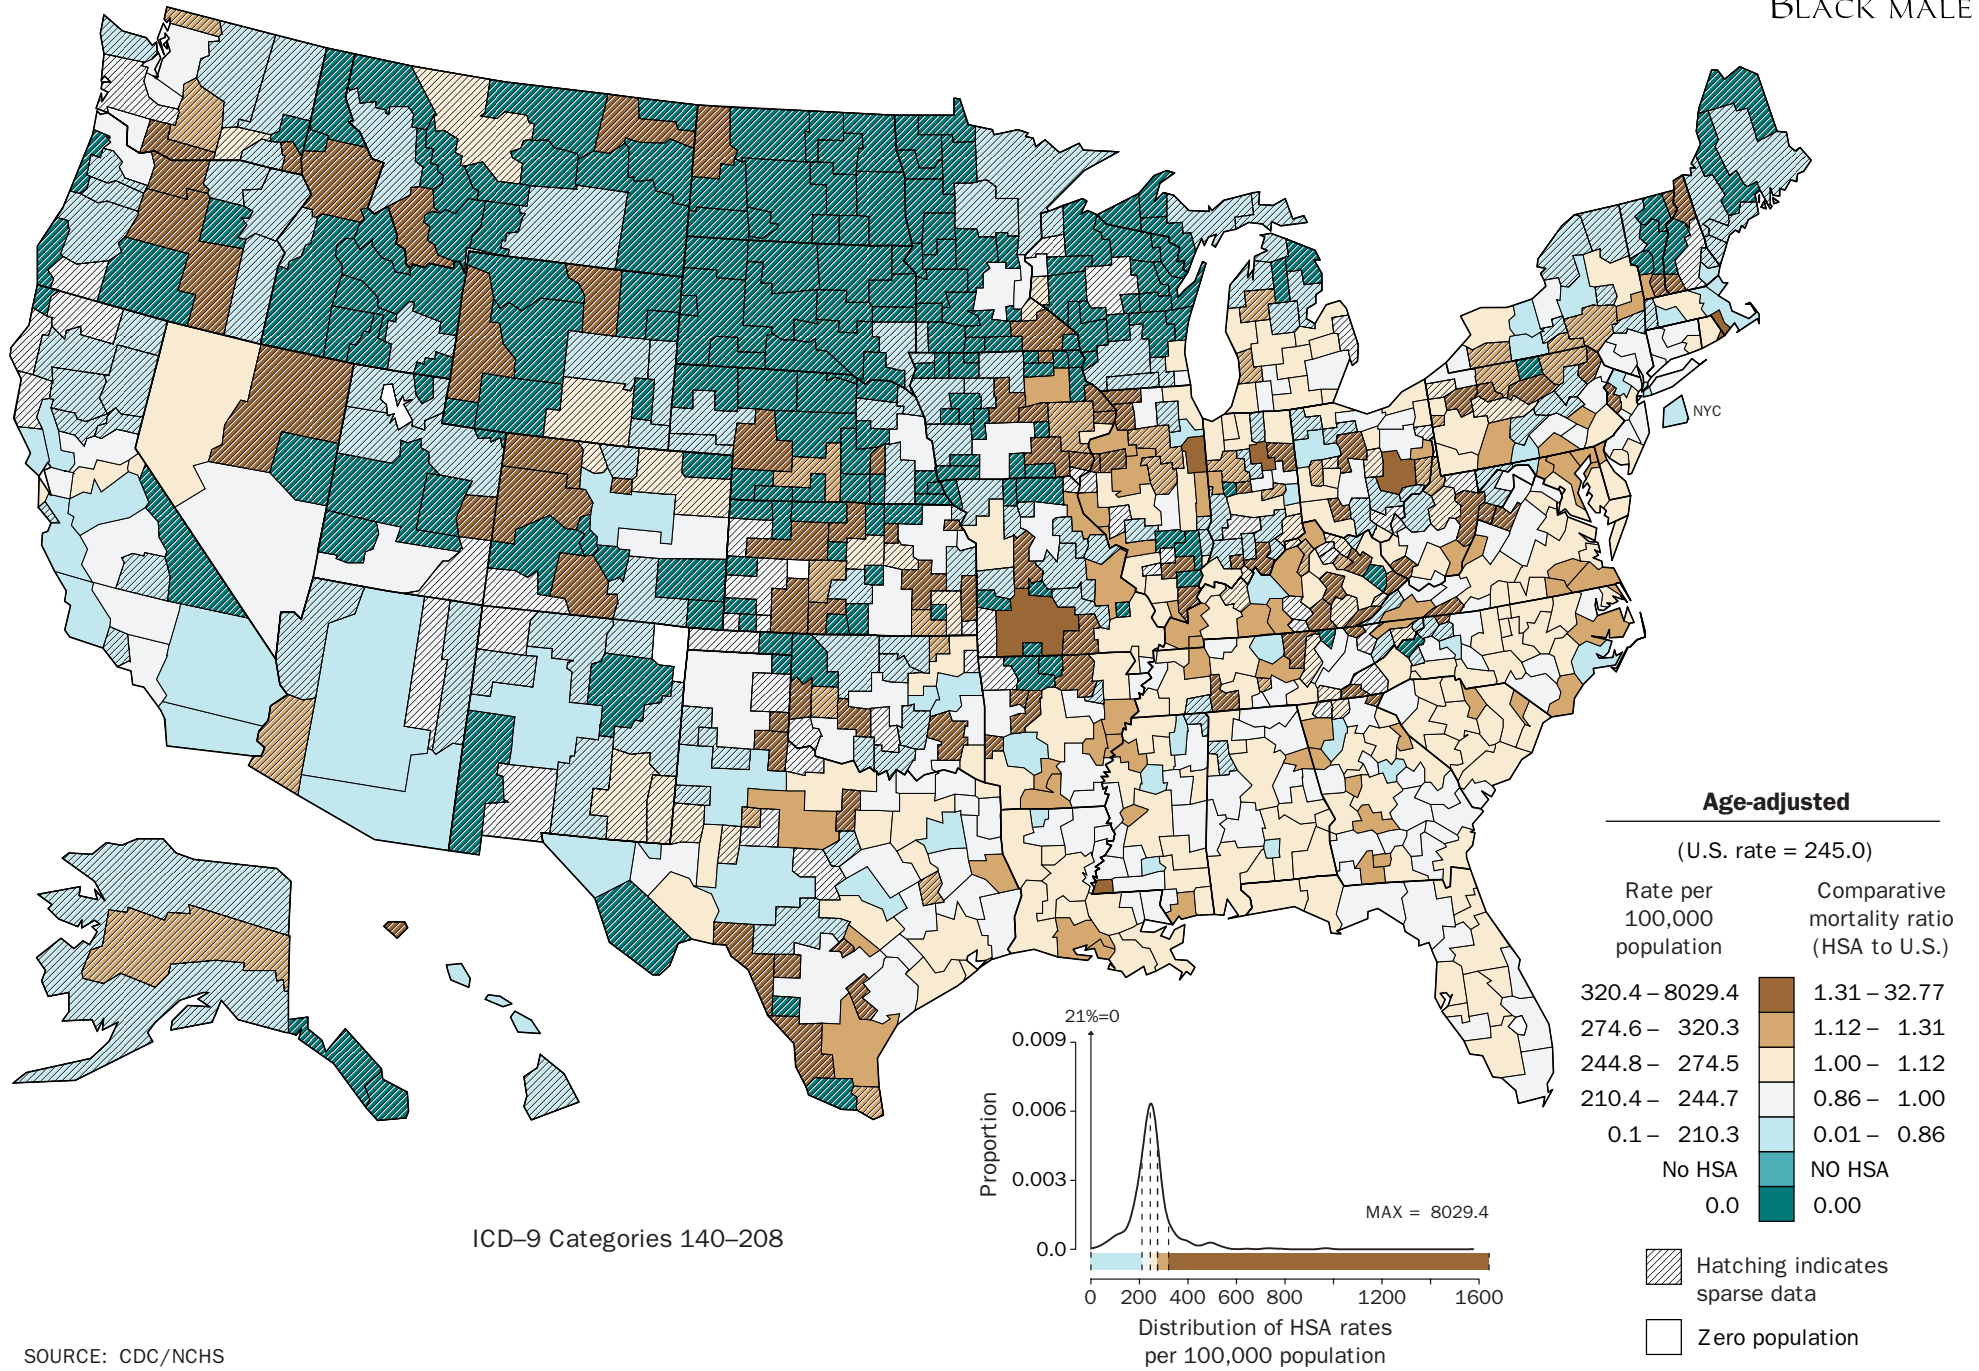 BLACK MALE
NYC
Age-adjusted
(U.S. rate = 245.0)
Rate per 100,000 population
Comparative mortality ratio (HSA to U.S.)
320.4 – 8029.4 1.31 – 32.77
274.6 – 320.3 1.12 – 1.31
244.8 – 274.5 1.00 – 1.12
210.4 – 244.7 0.86 – 1.00
0.1 – 210.3 0.01 – 0.86
No HSA NO HSA
0.0 0.00
Hatching indicates
sparse data
Zero population
21%=0
0.009
0.006
0.003
0.0
Proportion
MAX = 8029.4
0 200 400 600 800 1200 1600
Distribution of HSA rates
per 100,000 population
ICD–9 Categories 140–208
SOURCE: CDC/NCHS